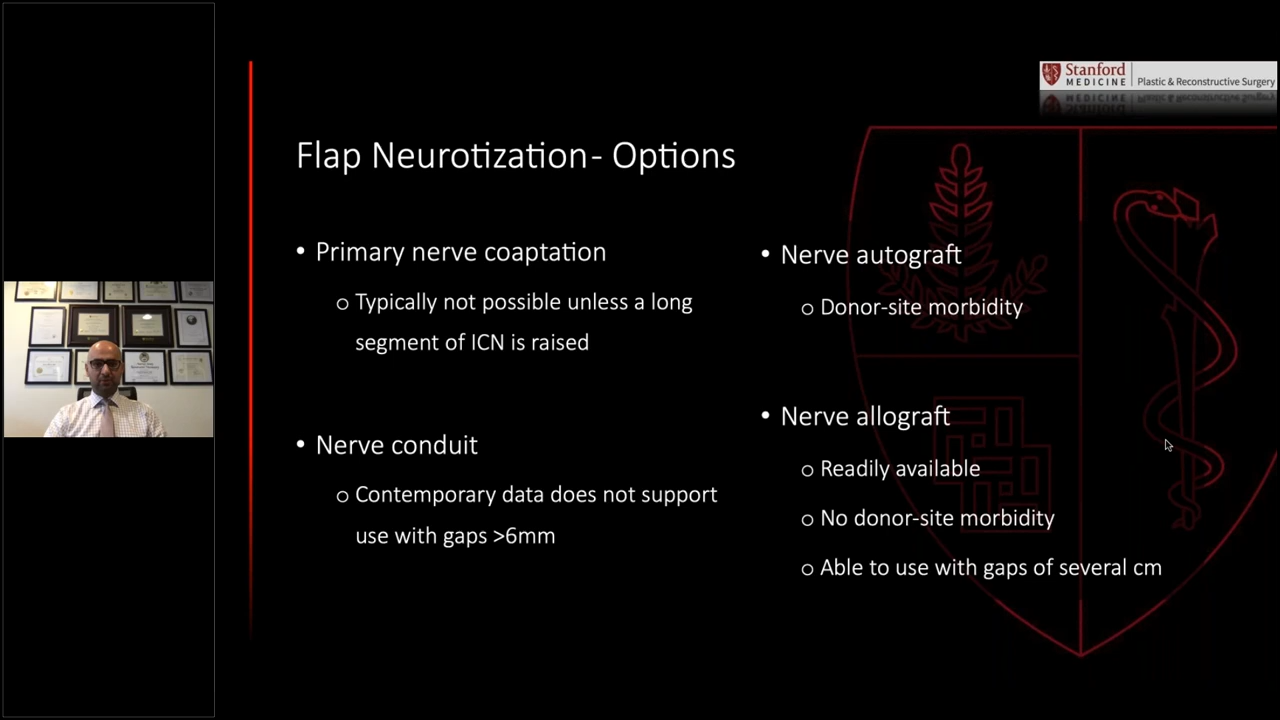 Stanford
MEDICINE
Plastic & Reconstructive Surgery
Flap Neurotization - Options
• Primary nerve coaptation
o Typically not possible unless a long
segment of ICN is raised
• Nerve conduit
o Contemporary data does not support
use with gaps >6mm
• Nerve autograft
o Donor-site morbidity
• Nerve allograft
o Readily available
o No donor-site morbidity
o Able to use with gaps of several cm